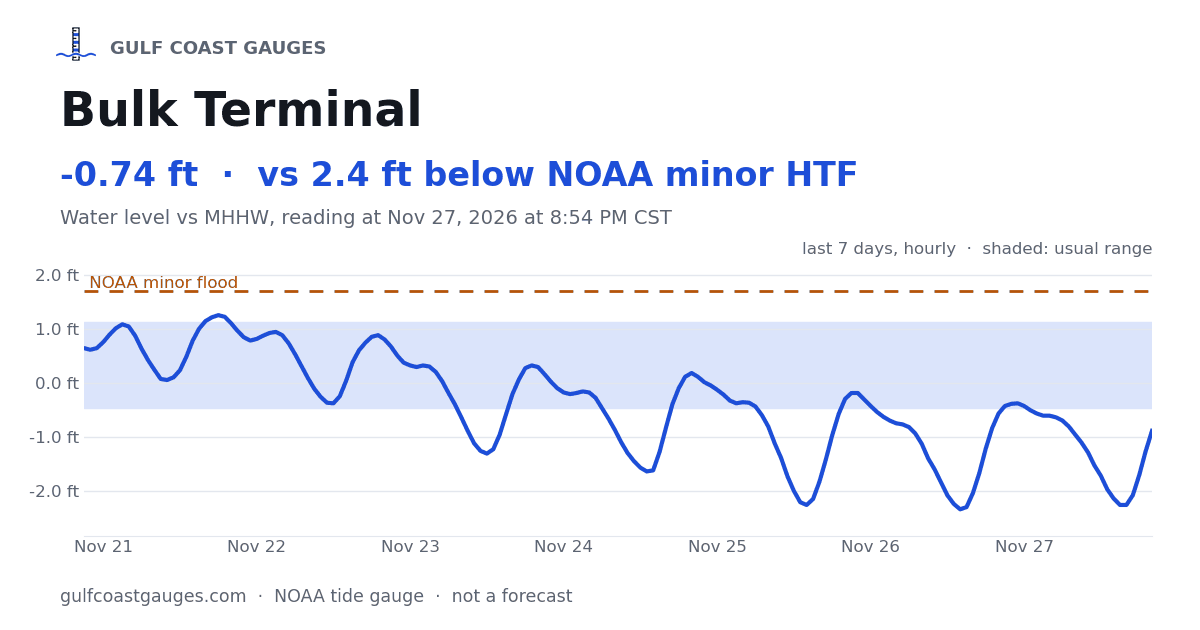 GULF COAST GAUGES
Bulk Terminal
-0.74 ft · vs 2.4 ft below NOAA minor HTF
Water level vs MHHW, reading at Nov 27, 2026 at 8:54 PM CST
last 7 days, hourly · shaded: usual range
2.0 ft
NOAA minor flood
1.0 ft
0.0 ft
-1.0 ft
-2.0 ft
Nov 21 Nov 22 Nov 23 Nov 24 Nov 25 Nov 26 Nov 27
gulfcoastgauges.com · NOAA tide gauge · not a forecast